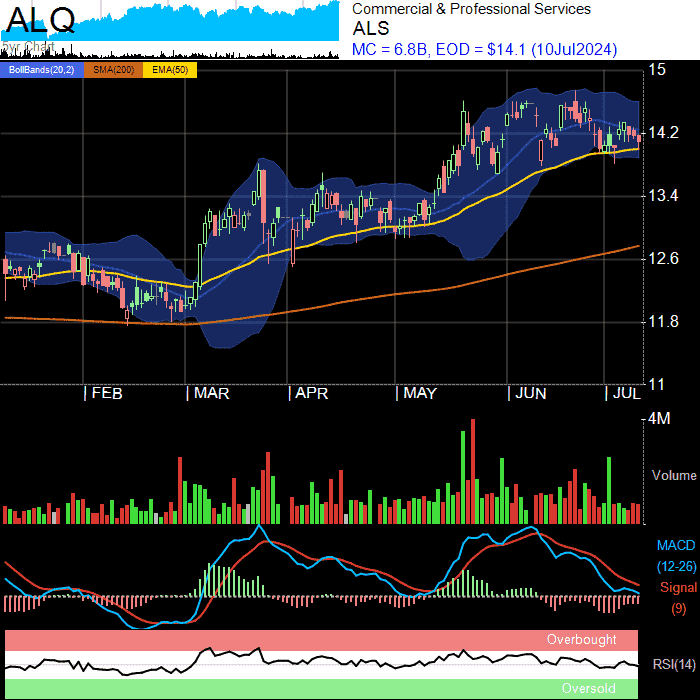 ALQ
5yr Chart
Commercial & Professional Services
ALS
MC = 6.8B, EOD = $14.1 (10Jul2024)
BollBands(20,2) SMA(200) EMA(50)
15
14.2
13.4
12.6
11.8
11
FEB MAR APR MAY JUN JUL
4M
Volume
MACD
(12-26)
Signal
(9)
Overbought
RSI(14)
Oversold